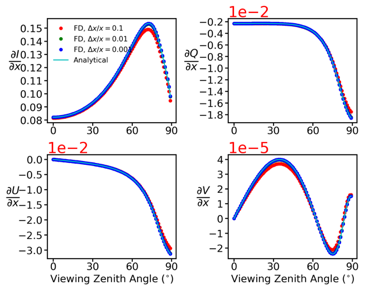 1e−2
0.15
0.14
0.13
0.12
0.11
0.10
0.09
0.08
∂I
∂x
FD, Δx/x = 0.1
FD, Δx/x = 0.01
FD, Δx/x = 0.001
Analytical
0 30 60 90
−0.2
−0.4
−0.6
−0.8
−1.0
−1.2
−1.4
−1.6
−1.8
∂Q
∂x
0 30 60 90
1e−2
0.0
−0.5
−1.0
−1.5
−2.0
−2.5
−3.0
∂U
∂x
0 30 60 90
Viewing Zenith Angle (°)
1e−5
4
2
0
−2
∂V
∂x
0 30 60 90
Viewing Zenith Angle (°)